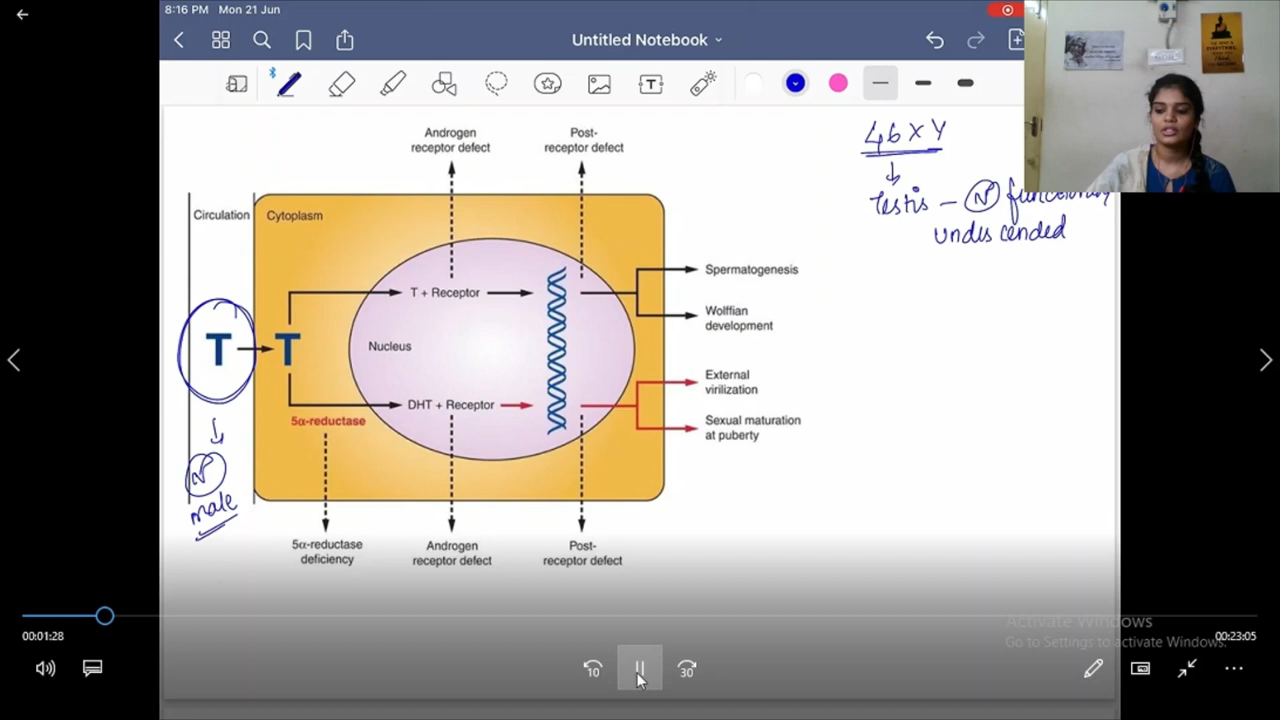 8:16 PM Mon 21 Jun
Untitled Notebook
Androgen
receptor defect
Post-
receptor defect
46 XY
Testis – N functioning
undescended
Circulation
Cytoplasm
T + Receptor
Spermatogenesis
Wolffian
development
T
T
Nucleus
DHT + Receptor
5α-reductase
External
virilization
Sexual maturation
at puberty
N
male
5α-reductase
deficiency
Androgen
receptor defect
Post-
receptor defect
Activate Windows
Go to Settings to activate Windows.
00:01:28
00:23:05
10
30